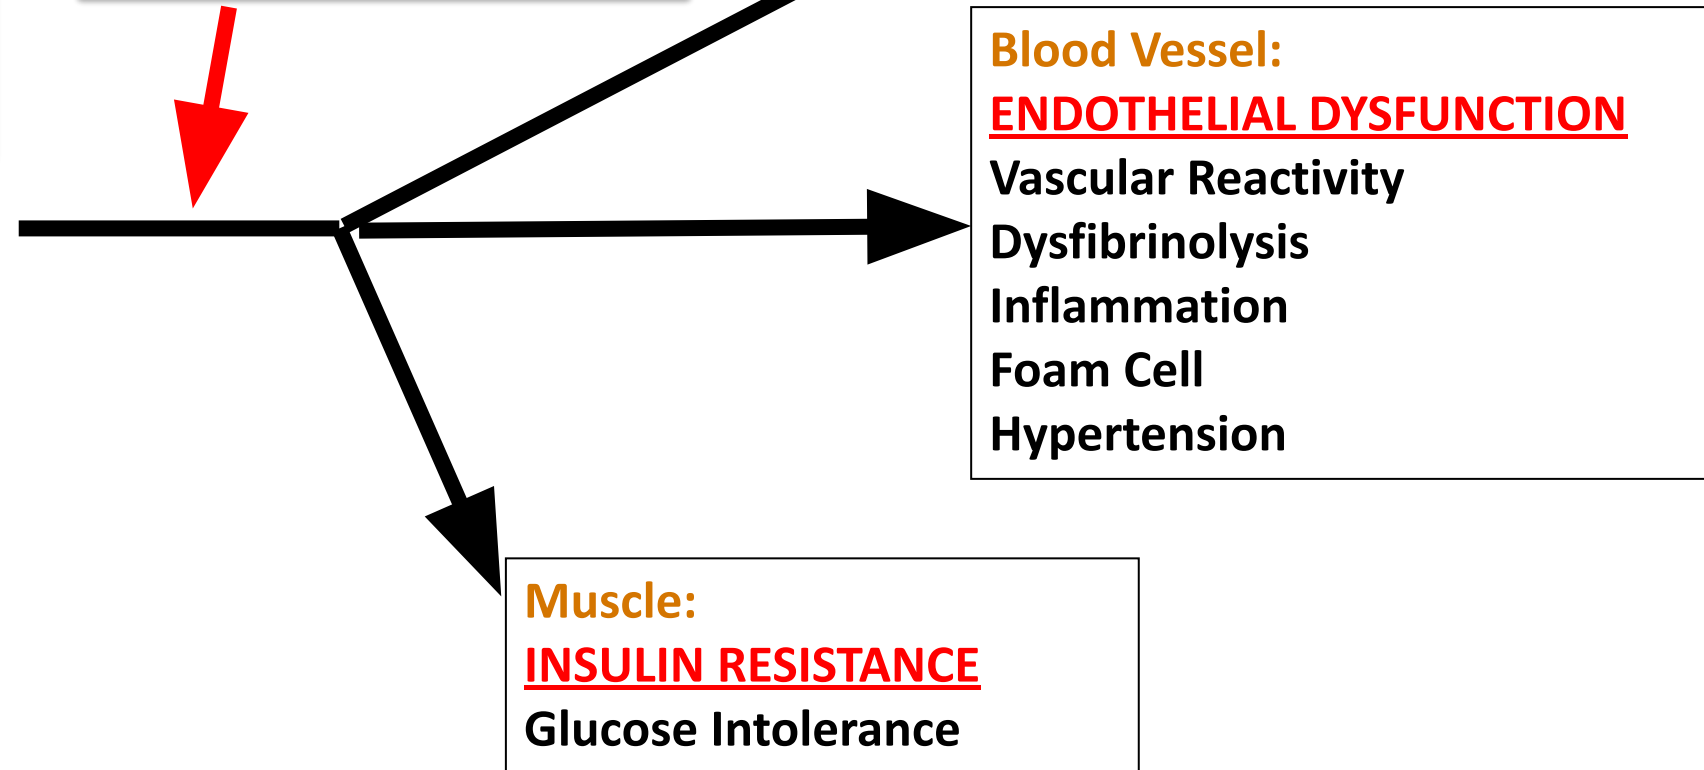 Blood Vessel:
ENDOTHELIAL DYSFUNCTION
Vascular Reactivity
Dysfibrinolysis
Inflammation
Foam Cell
Hypertension
Muscle:
INSULIN RESISTANCE
Glucose Intolerance